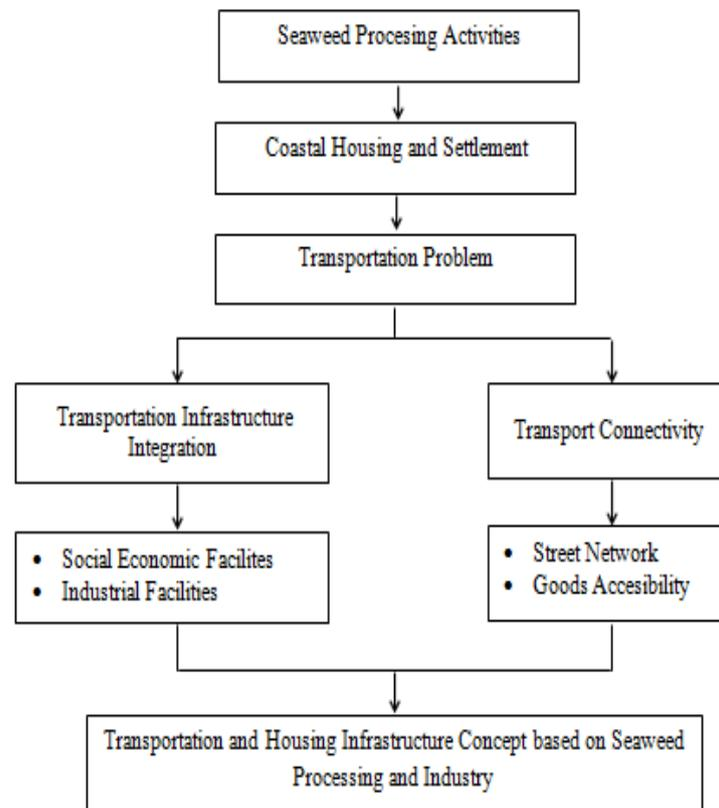 Seaweed Procesing Activities
Coastal Housing and Settlement
Transportation Problem
Transportation Infrastructure
Integration
Transport Connectivity
• Social Economic Facilites
• Industrial Facilities
• Street Network
• Goods Accesibility
Transportation and Housing Infrastructure Concept based on Seaweed
Processing and Industry